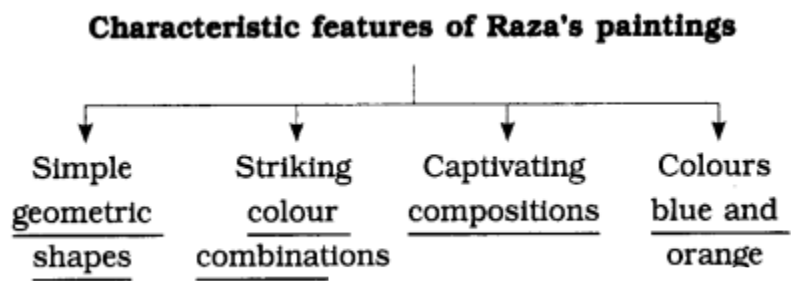 Characteristic features of Raza's paintings
Simple
geometric
shapes
Striking
colour
combinations
Captivating
compositions
Colours
blue and
orange